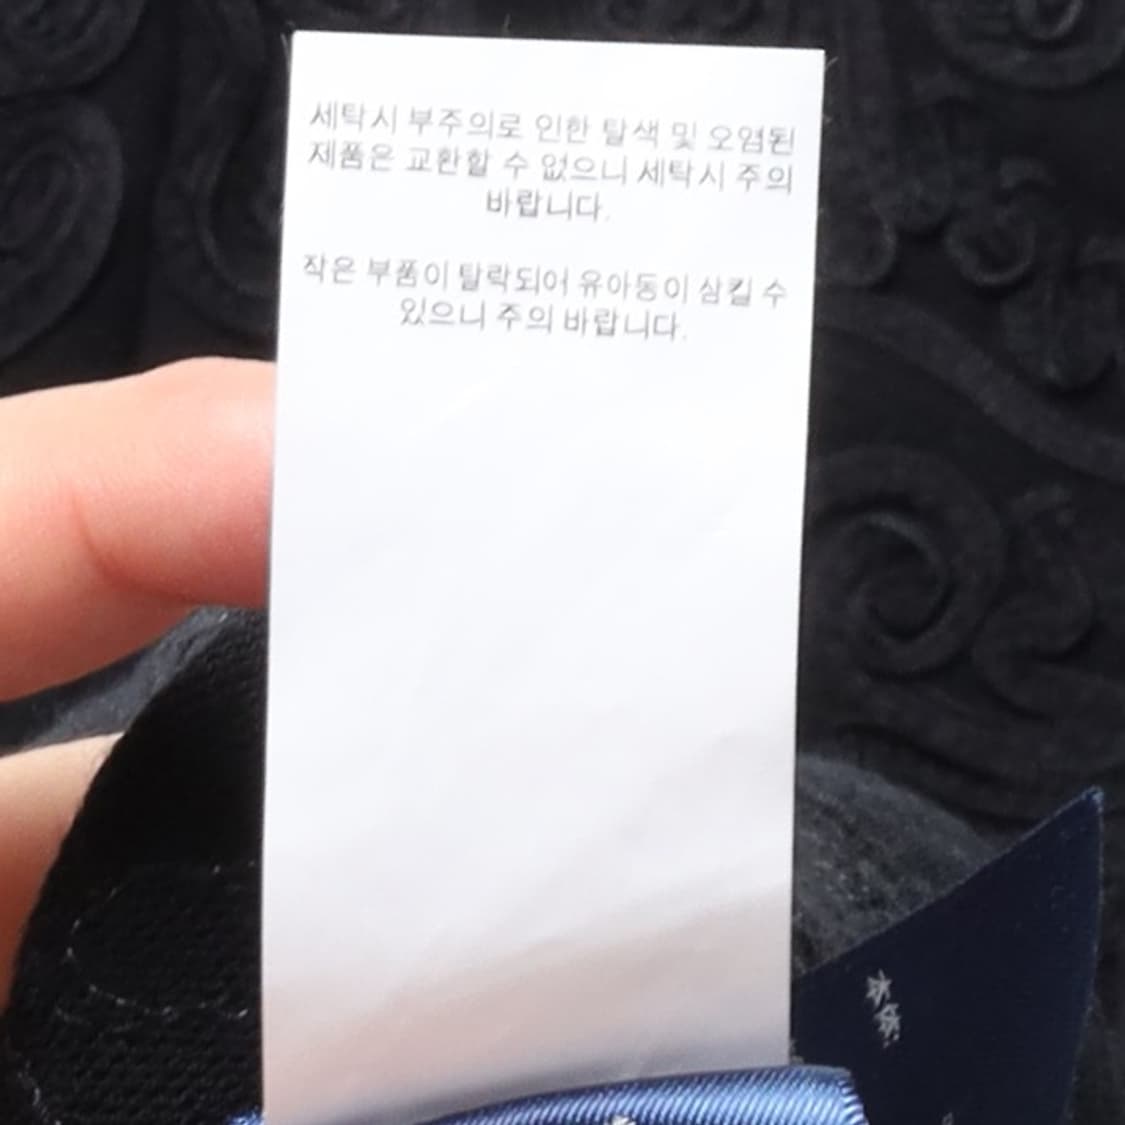 세탁시 부주의로 인한 탈색 및 오염된
제품은 교환할 수 없으니 세탁시 주의
바랍니다.
작은 부품이 탈락되어 유아동이 삼킬 수
있으니 주의 바랍니다.